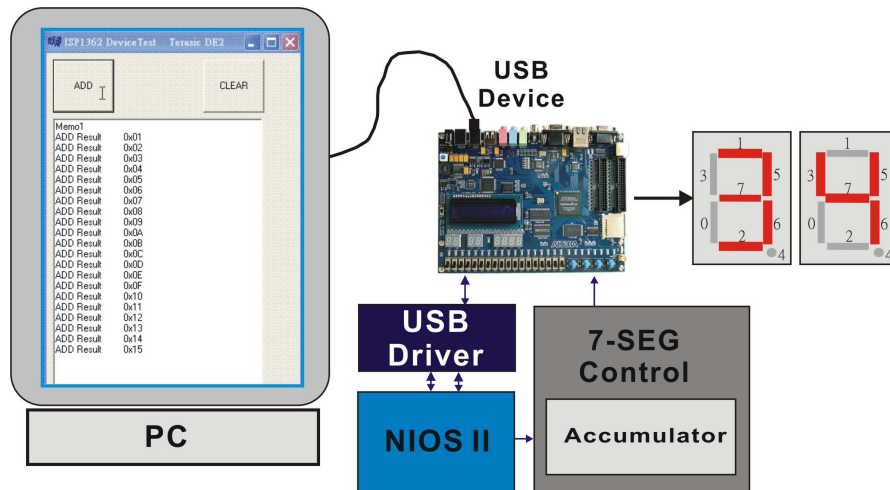 ISP1362 DeviceTest Terasic DE2
ADD
CLEAR
Memo1
ADD Result 0x01
ADD Result 0x02
ADD Result 0x03
ADD Result 0x04
ADD Result 0x05
ADD Result 0x06
ADD Result 0x07
ADD Result 0x08
ADD Result 0x09
ADD Result 0x0A
ADD Result 0x0B
ADD Result 0x0C
ADD Result 0x0D
ADD Result 0x0E
ADD Result 0x0F
ADD Result 0x10
ADD Result 0x11
ADD Result 0x12
ADD Result 0x13
ADD Result 0x14
ADD Result 0x15
PC
USB
Device
ALTERA
1
3
5
7
0
2
6
4
1
3
5
7
0
2
6
4
USB
Driver
NIOS II
7-SEG
Control
Accumulator